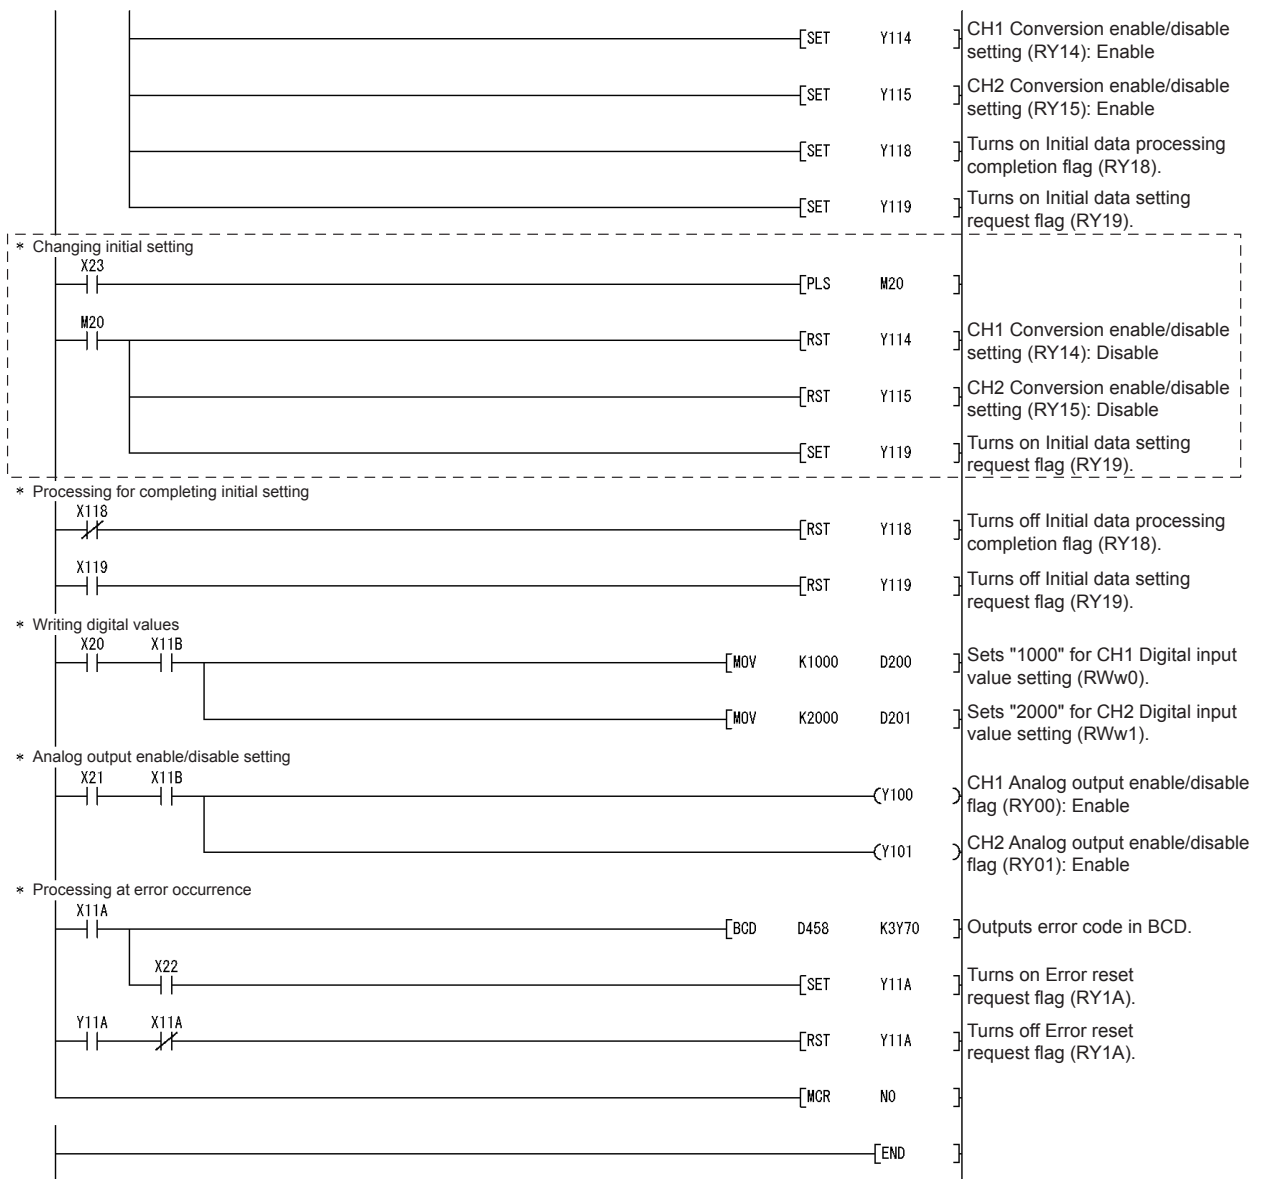 [SET Y114 ] CH1 Conversion enable/disable
setting (RY14): Enable
[SET Y115 ] CH2 Conversion enable/disable
setting (RY15): Enable
[SET Y118 ] Turns on Initial data processing
completion flag (RY18).
[SET Y119 ] Turns on Initial data setting
request flag (RY19).
* Changing initial setting
X23
[PLS M20 ]
M20
[RST Y114 ] CH1 Conversion enable/disable
setting (RY14): Disable
[RST Y115 ] CH2 Conversion enable/disable
setting (RY15): Disable
[SET Y119 ] Turns on Initial data setting
request flag (RY19).
* Processing for completing initial setting
X118
[RST Y118 ] Turns off Initial data processing
completion flag (RY18).
X119
[RST Y119 ] Turns off Initial data setting
request flag (RY19).
* Writing digital values
X20 X11B
[MOV K1000 D200 ] Sets "1000" for CH1 Digital input
value setting (RWw0).
[MOV K2000 D201 ] Sets "2000" for CH2 Digital input
value setting (RWw1).
* Analog output enable/disable setting
X21 X11B
(Y100 ) CH1 Analog output enable/disable
flag (RY00): Enable
(Y101 ) CH2 Analog output enable/disable
flag (RY01): Enable
* Processing at error occurrence
X11A
[BCD D458 K3Y70 ] Outputs error code in BCD.
X22
[SET Y11A ] Turns on Error reset
request flag (RY1A).
Y11A X11A
[RST Y11A ] Turns off Error reset
request flag (RY1A).
[MCR N0 ]
[END ]